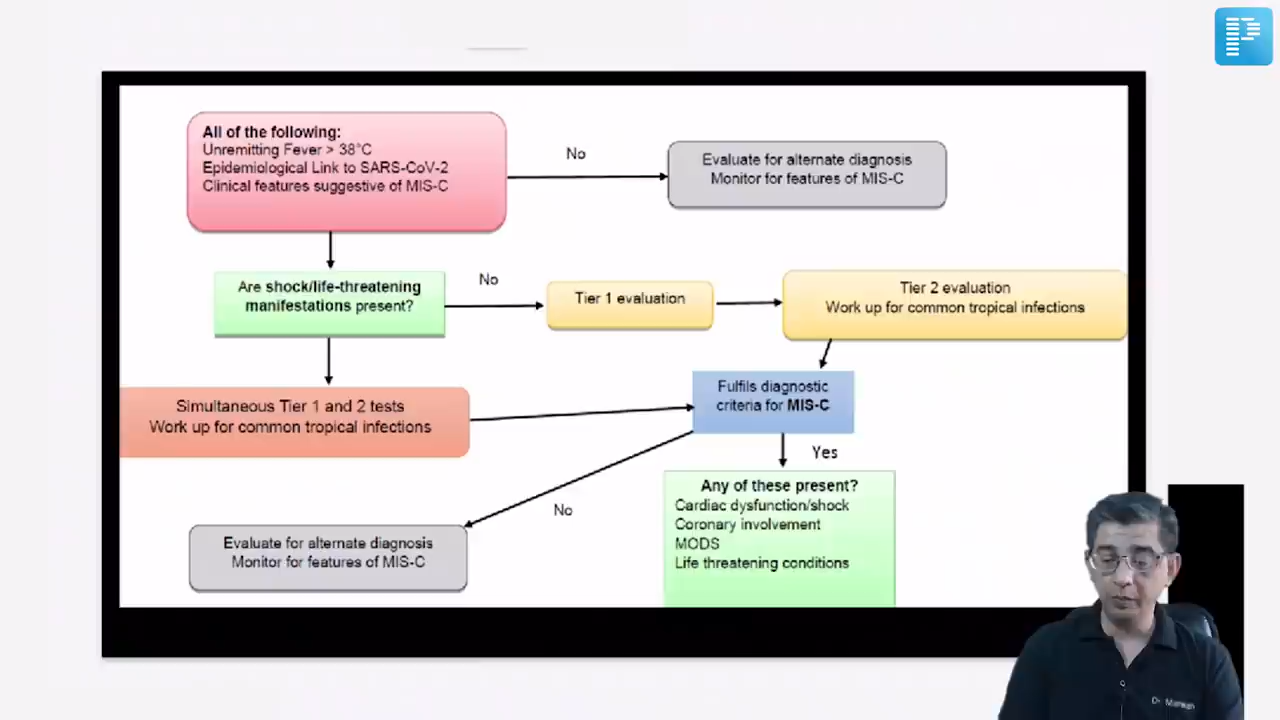 All of the following:
Unremitting Fever > 38°C
Epidemiological Link to SARS-CoV-2
Clinical features suggestive of MIS-C
No
Evaluate for alternate diagnosis
Monitor for features of MIS-C
Are shock/life-threatening
manifestations present?
No
Tier 1 evaluation
Tier 2 evaluation
Work up for common tropical infections
Simultaneous Tier 1 and 2 tests
Work up for common tropical infections
Fulfils diagnostic
criteria for MIS-C
Yes
No
Any of these present?
Cardiac dysfunction/shock
Coronary involvement
MODS
Life threatening conditions
Evaluate for alternate diagnosis
Monitor for features of MIS-C
Dr.